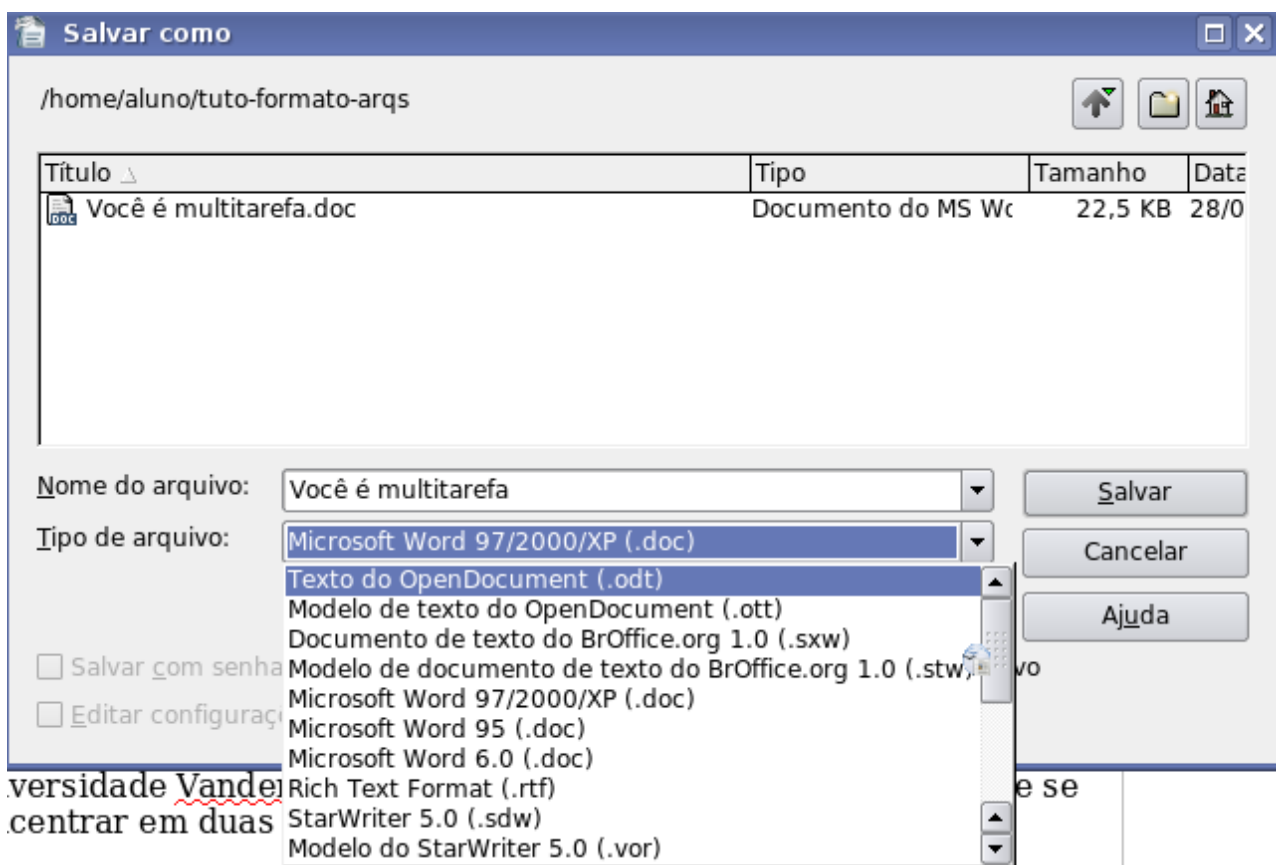 Salvar como
/home/aluno/tuto-formato-arqs
Título Tipo Tamanho Data
Você é multitarefa.doc Documento do MS Wo 22,5 KB 28/0
DOC
Nome do arquivo: Você é multitarefa Salvar
Tipo de arquivo: Microsoft Word 97/2000/XP (.doc) Cancelar
Texto do OpenDocument (.odt)
Modelo de texto do OpenDocument (.ott)
Ajuda
Documento de texto do BrOffice.org 1.0 (.sxw)
Salvar com senha Modelo de documento de texto do BrOffice.org 1.0 (.stw) vo
Microsoft Word 97/2000/XP (.doc)
Editar configuraç
Microsoft Word 95 (.doc)
Microsoft Word 6.0 (.doc)
versidade Vande Rich Text Format (.rtf) e se
centrar em duas StarWriter 5.0 (.sdw)
Modelo do StarWriter 5.0 (.vor)